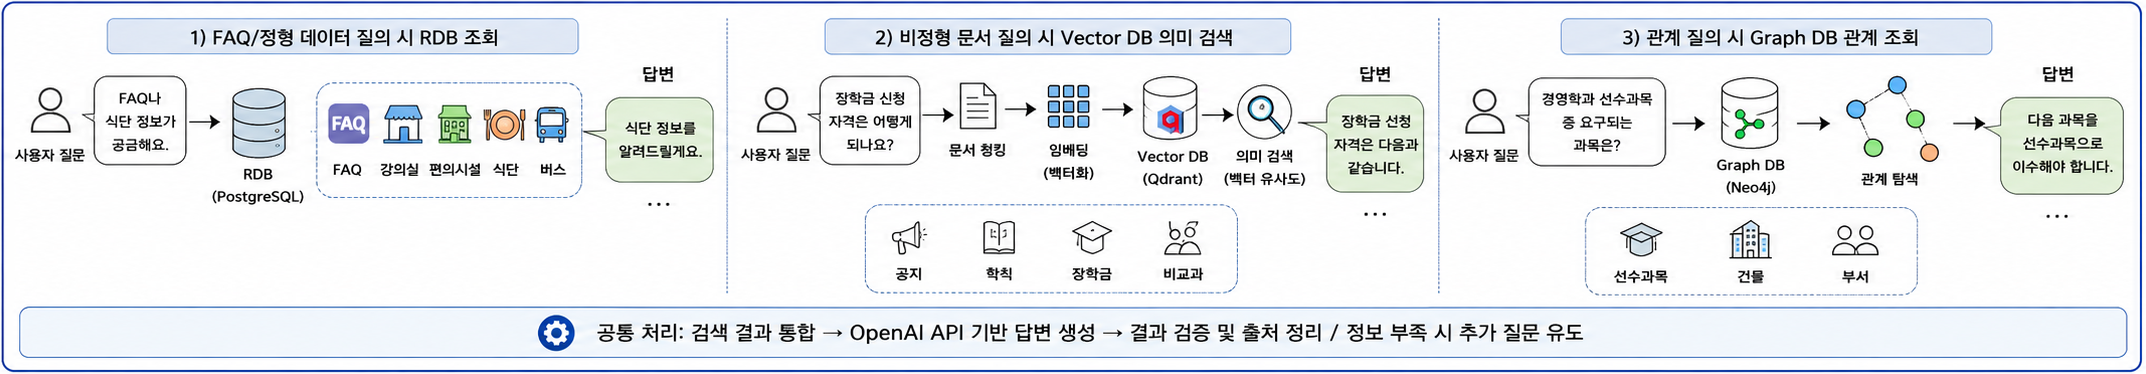 1) FAQ/정형 데이터 질의 시 RDB 조회
사용자 질문
FAQ나
식단 정보가
궁금해요.
RDB
(PostgreSQL)
FAQ
FAQ
강의실
편의시설
식단
버스
답변
식단 정보를
알려드릴게요.
...
2) 비정형 문서 질의 시 Vector DB 의미 검색
사용자 질문
장학금 신청
자격은 어떻게
되나요?
문서 청킹
임베딩
(벡터화)
Vector DB
(Qdrant)
의미 검색
(벡터 유사도)
답변
장학금 신청
자격은 다음과
같습니다.
...
공지
학칙
장학금
비교과
3) 관계 질의 시 Graph DB 관계 조회
사용자 질문
경영학과 선수과목
중 요구되는
과목은?
Graph DB
(Neo4j)
관계 탐색
답변
다음 과목을
선수과목으로
이수해야 합니다.
...
선수과목
건물
부서
공통 처리: 검색 결과 통합 → OpenAI API 기반 답변 생성 → 결과 검증 및 출처 정리 / 정보 부족 시 추가 질문 유도